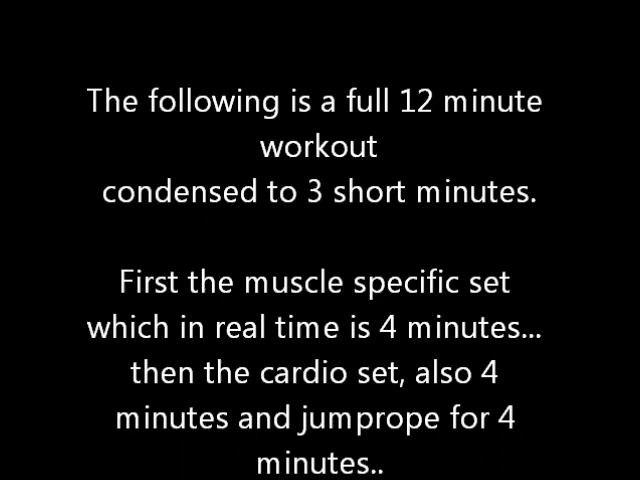 The following is a full 12 minute
workout
condensed to 3 short minutes.
First the muscle specific set
which in real time is 4 minutes...
then the cardio set, also 4
minutes and jumprope for 4
minutes..